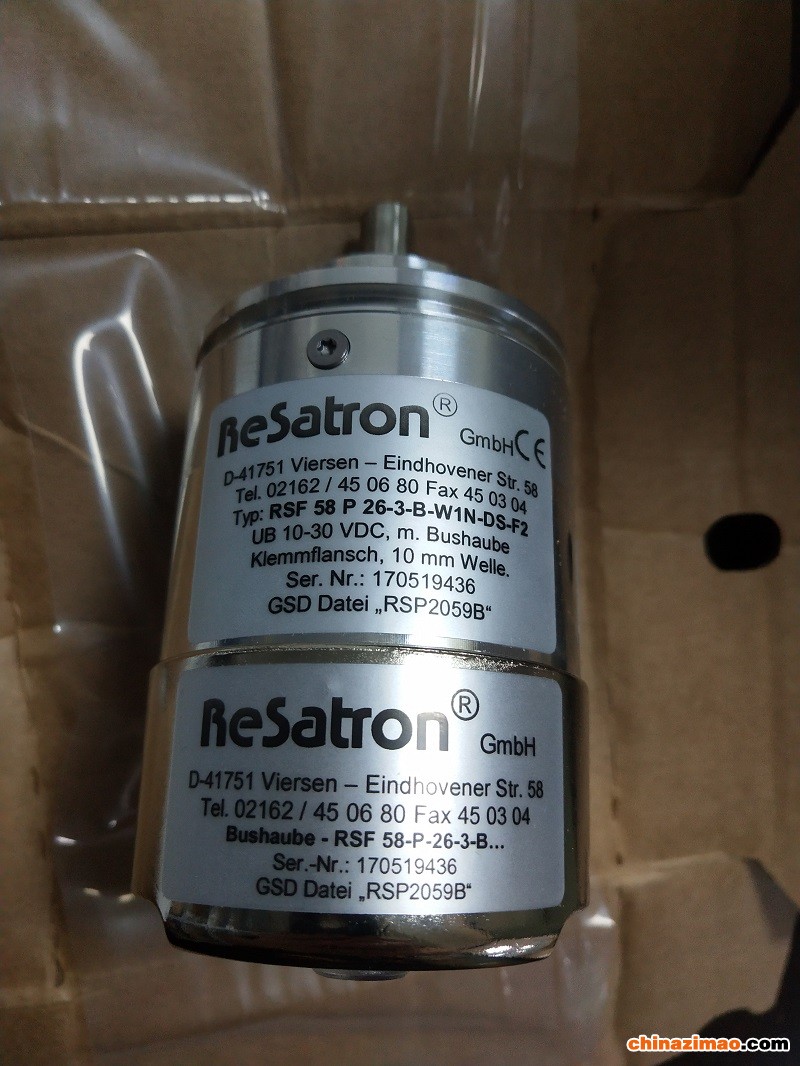 ReSatron® GmbH CE
D-41751 Viersen – Eindhovener Str. 58
Tel. 02162 / 45 06 80 Fax 45 03 04
Typ: RSF 58 P 26-3-B-W1N-DS-F2
UB 10-30 VDC, m. Bushaube
Klemmflansch, 10 mm Welle.
Ser. Nr.: 170519436
GSD Datei „RSP2059B“
ReSatron® GmbH
D-41751 Viersen – Eindhovener Str. 58
Tel. 02162 / 45 06 80 Fax 45 03 04
Bushaube - RSF 58-P-26-3-B...
Ser.-Nr.: 170519436
GSD Datei „RSP2059B“
chinazimao.com